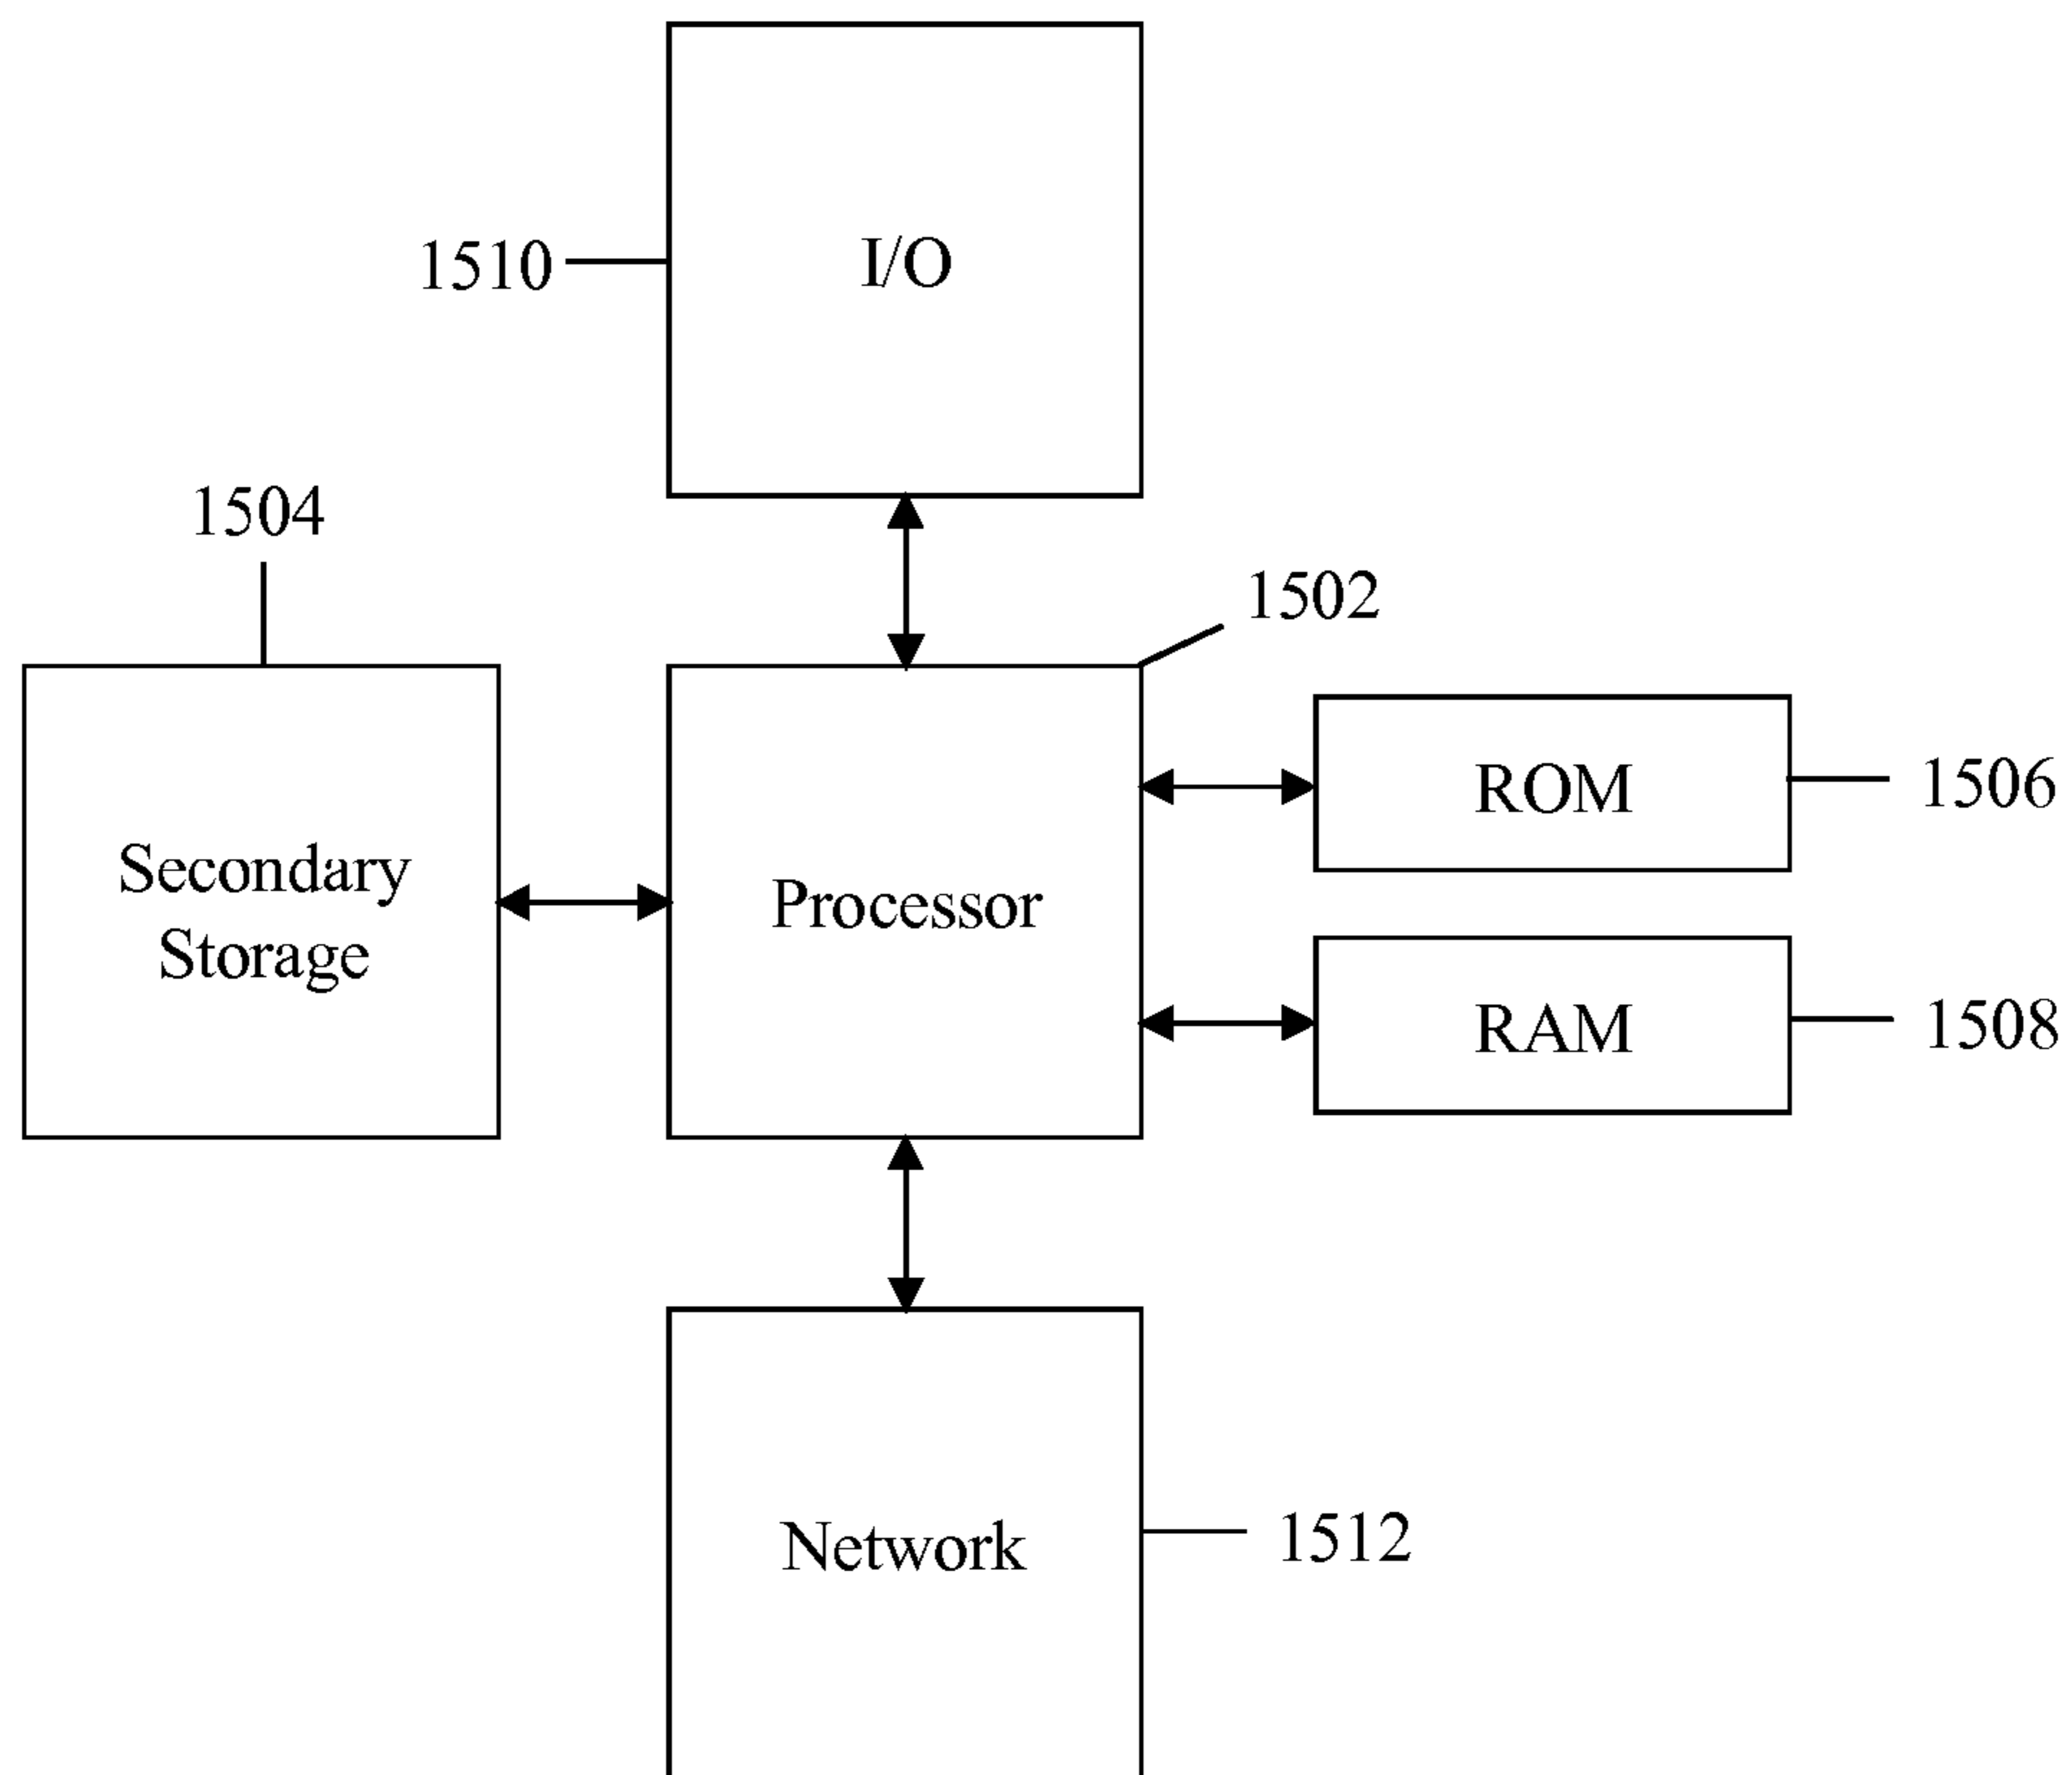 I/O
1510
1504
1502
ROM
1506
Secondary
Storage
Processor
RAM
1508
Network
1512